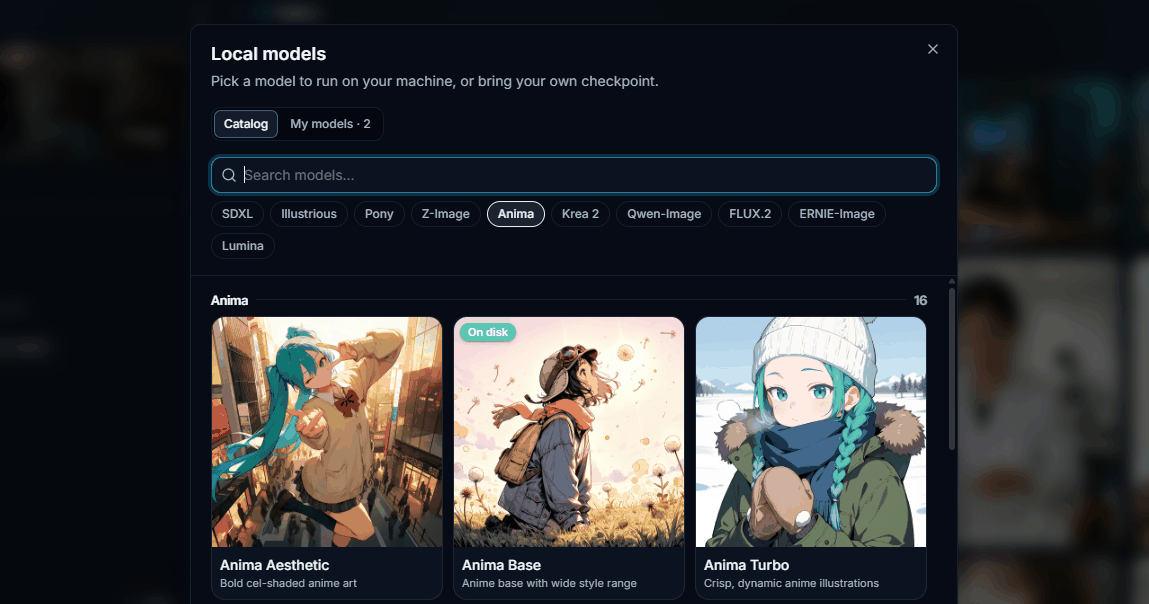 Local models
Pick a model to run on your machine, or bring your own checkpoint.
Catalog
My models · 2
Search models...
SDXL
Illustrious
Pony
Z-Image
Anima
Krea 2
Qwen-Image
FLUX.2
ERNIE-Image
Lumina
Anima
16
On disk
Anima Aesthetic
Bold cel-shaded anime art
Anima Base
Anime base with wide style range
Anima Turbo
Crisp, dynamic anime illustrations